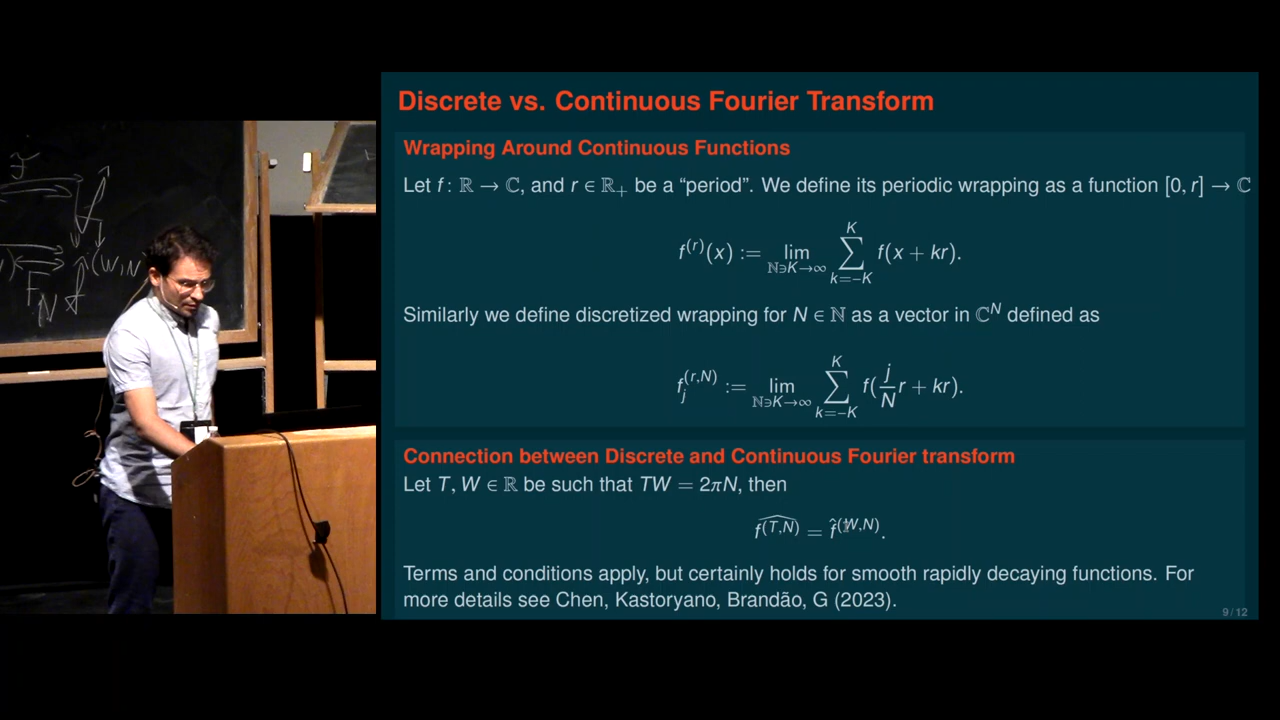 Discrete vs. Continuous Fourier Transform
Wrapping Around Continuous Functions
Let f: ℝ → ℂ, and r ∈ ℝ₊ be a “period”. We define its periodic wrapping as a function [0, r] → ℂ
f^(r)(x) := lim_{ℕ∋K→∞} ∑_{k=−K}^{K} f(x + kr).
Similarly we define discretized wrapping for N ∈ ℕ as a vector in ℂ^N defined as
f_j^(r,N) := lim_{ℕ∋K→∞} ∑_{k=−K}^{K} f(j/N r + kr).
Connection between Discrete and Continuous Fourier transform
Let T, W ∈ ℝ be such that TW = 2πN, then
\widehat{f^(T,N)} = f̂^(W,N).
Terms and conditions apply, but certainly holds for smooth rapidly decaying functions. For
more details see Chen, Kastoryano, Brandão, G (2023).
9 / 12
(W,N
F
N